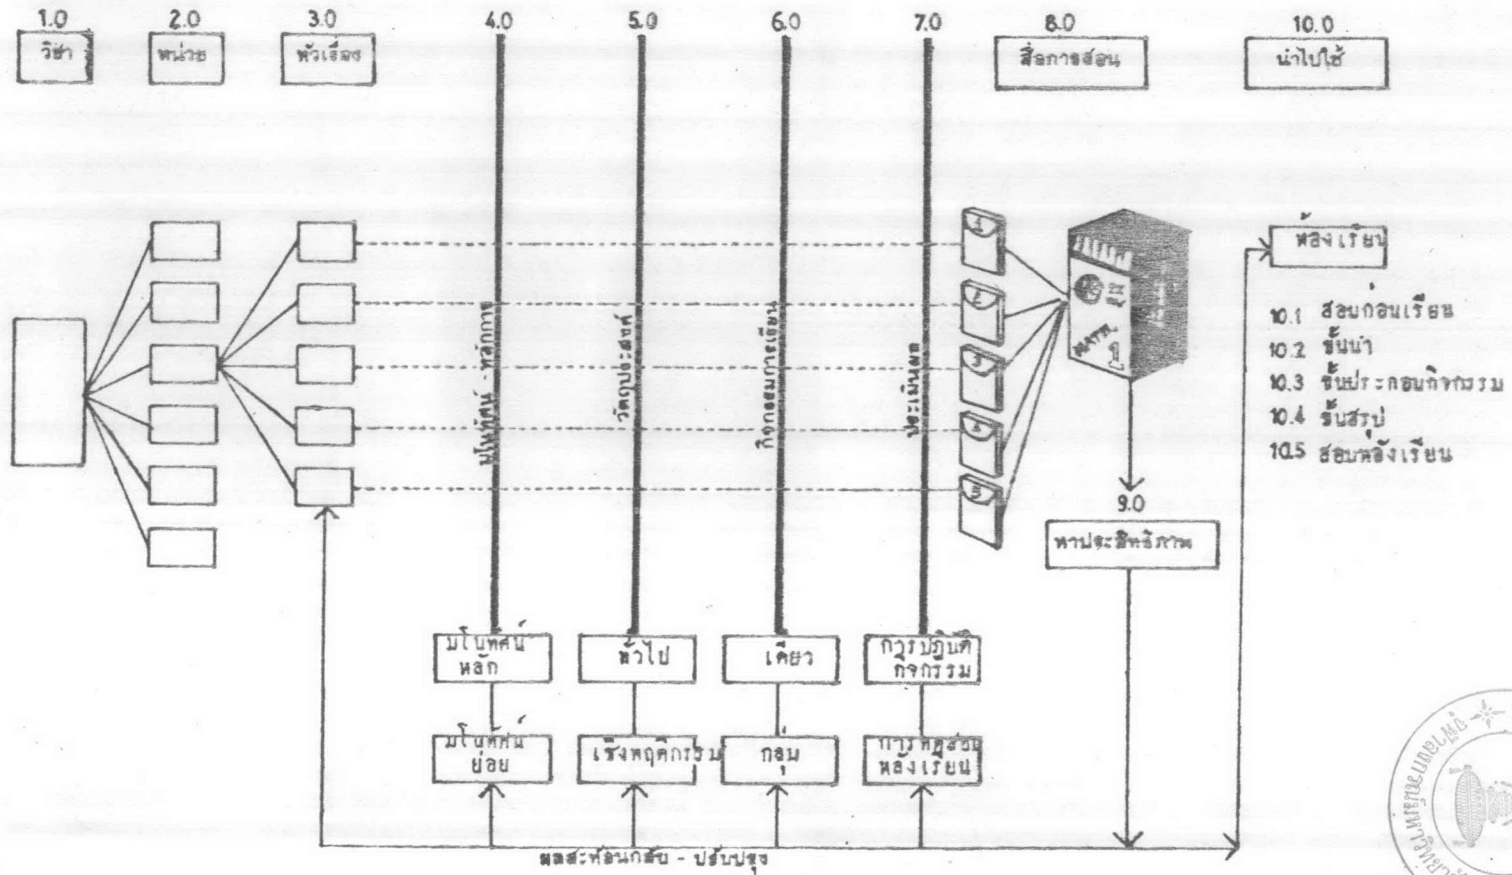 1.0
2.0
3.0
4.0
5.0
6.0
7.0
8.0
10.0
วิชา
หน่วย
หัวเรื่อง
สื่อการสอน
นำไปใช้
มโนทัศน์ หลักการ
วัตถุประสงค์
กิจกรรมการเรียน
ประเมินผล
1
2
3
4
5
1
ห้องเรียน
10.1 สอบก่อนเรียน
10.2 ขั้นนำ
10.3 ขั้นประกอบกิจกรรม
10.4 ขั้นสรุป
10.5 สอบหลังเรียน
9.0
หาประสิทธิภาพ
มโนทัศน์
หลัก
ทั่วไป
เดี่ยว
การปฏิบัติ
กิจกรรม
มโนทัศน์
ย่อย
เชิงพฤติกรรม
กลุ่ม
การทดสอบ
หลังเรียน
ผลสะท้อนกลับ - ปรับปรุง